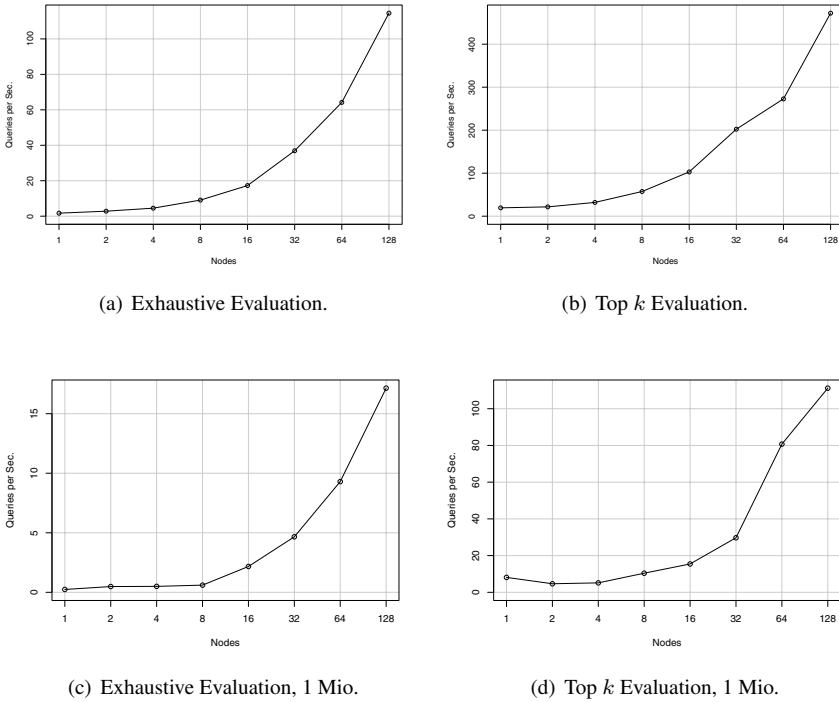 Queries per Sec.
0 20 40 60 80 100
1 2 4 8 16 32 64 128
Nodes
(a) Exhaustive Evaluation.
Queries per Sec.
0 100 200 300 400
1 2 4 8 16 32 64 128
Nodes
(b) Top k Evaluation.
Queries per Sec.
0 5 10 15
1 2 4 8 16 32 64 128
Nodes
(c) Exhaustive Evaluation, 1 Mio.
Queries per Sec.
0 20 40 60 80 100
1 2 4 8 16 32 64 128
Nodes
(d) Top k Evaluation, 1 Mio.